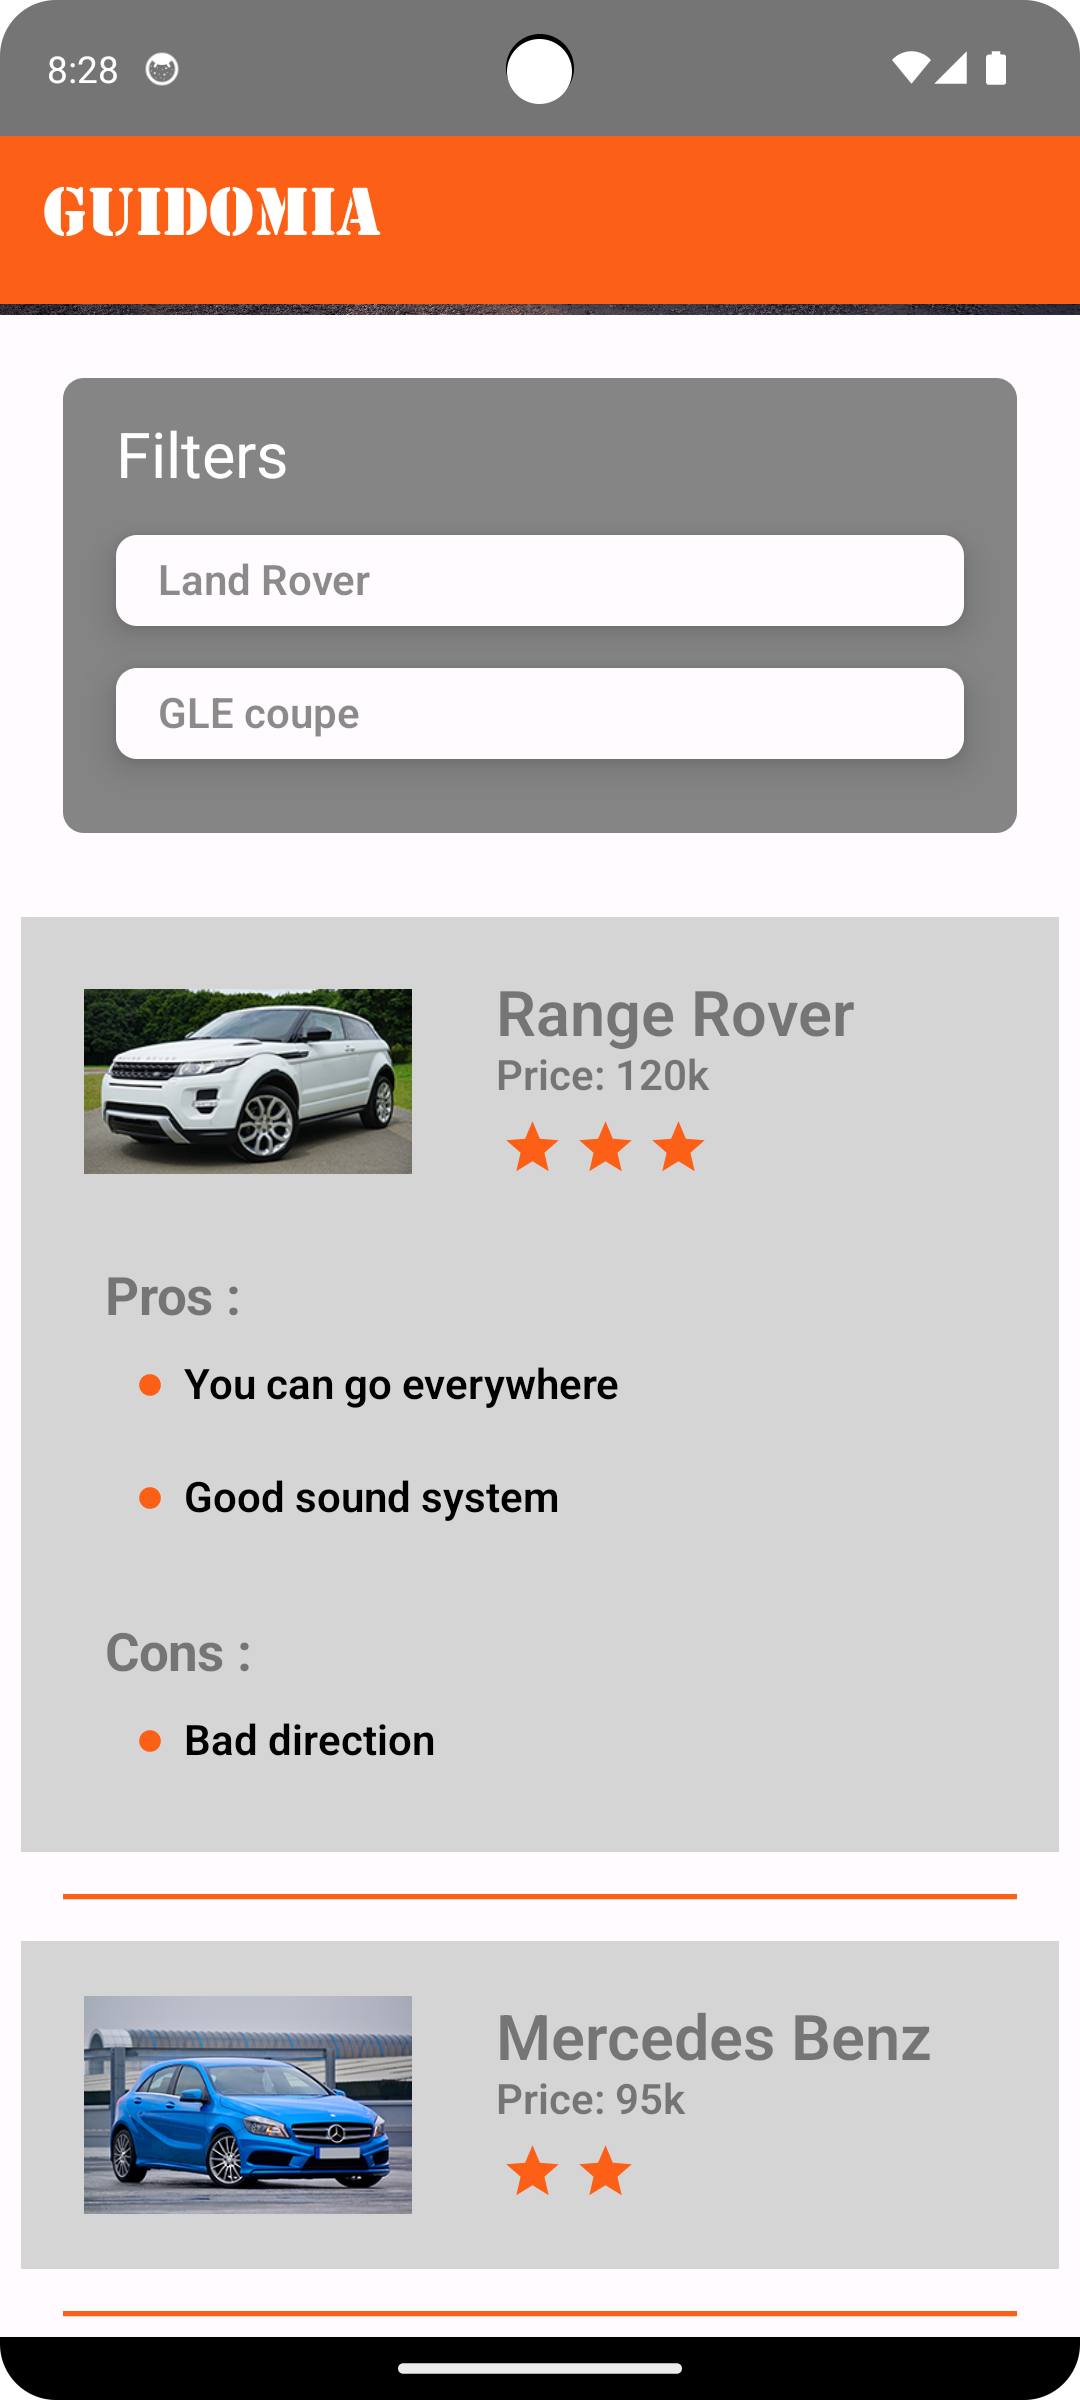 8:28
GUIDOMIA
Filters
Land Rover
GLE coupe
Range Rover
Price: 120k
Pros :
You can go everywhere
Good sound system
Cons :
Bad direction
Mercedes Benz
Price: 95k